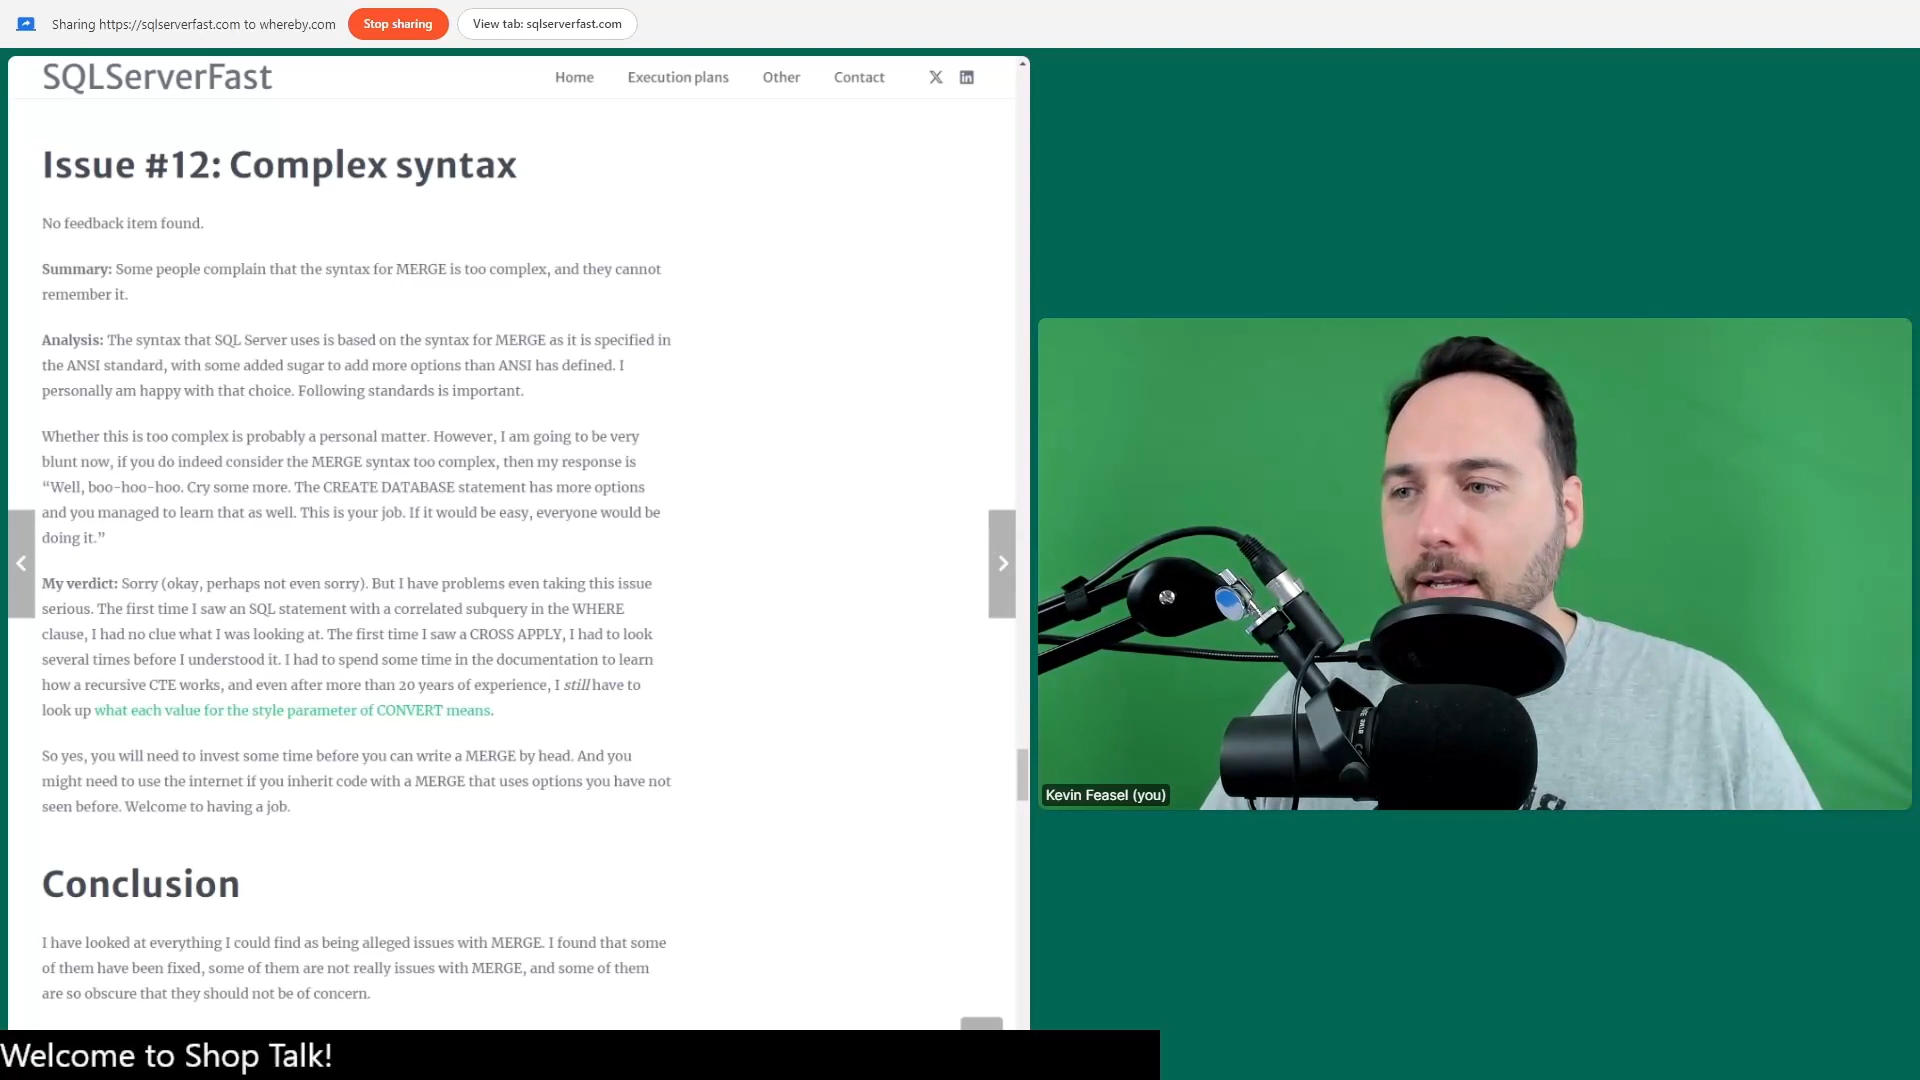 Sharing https://sqlserverfast.com to whereby.com
Stop sharing
View tab: sqlserverfast.com
SQLServerFast
Home
Execution plans
Other
Contact
Issue #12: Complex syntax
No feedback item found.
Summary: Some people complain that the syntax for MERGE is too complex, and they cannot
remember it.
Analysis: The syntax that SQL Server uses is based on the syntax for MERGE as it is specified in
the ANSI standard, with some added sugar to add more options than ANSI has defined. I
personally am happy with that choice. Following standards is important.
Whether this is too complex is probably a personal matter. However, I am going to be very
blunt now, if you do indeed consider the MERGE syntax too complex, then my response is
“Well, boo-hoo-hoo. Cry some more. The CREATE DATABASE statement has more options
and you managed to learn that as well. This is your job. If it would be easy, everyone would be
doing it.”
My verdict: Sorry (okay, perhaps not even sorry). But I have problems even taking this issue
serious. The first time I saw an SQL statement with a correlated subquery in the WHERE
clause, I had no clue what I was looking at. The first time I saw a CROSS APPLY, I had to look
several times before I understood it. I had to spend some time in the documentation to learn
how a recursive CTE works, and even after more than 20 years of experience, I still have to
look up what each value for the style parameter of CONVERT means.
So yes, you will need to invest some time before you can write a MERGE by head. And you
might need to use the internet if you inherit code with a MERGE that uses options you have not
seen before. Welcome to having a job.
Conclusion
I have looked at everything I could find as being alleged issues with MERGE. I found that some
of them have been fixed, some of them are not really issues with MERGE, and some of them
are so obscure that they should not be of concern.
Kevin Feasel (you)
Welcome to Shop Talk!